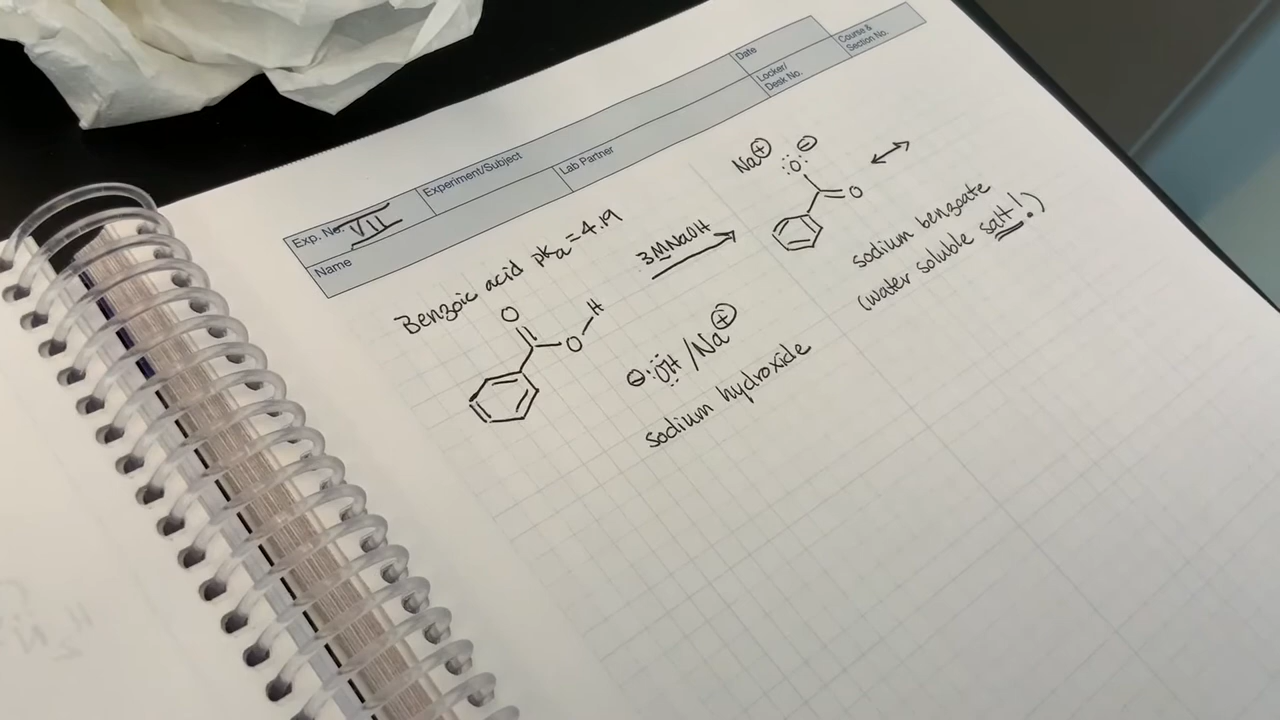 Exp. No. VII
Experiment/Subject
Date
Name
Lab Partner
Locker/
Desk No.
Course &
Section No.
Benzoic acid pKa = 4.19
O
O
H
3M NaOH
⊖:ÖH /Na⊕
sodium hydroxide
Na⊕
:O: ⊖
O
sodium benzoate
(water soluble salt!)